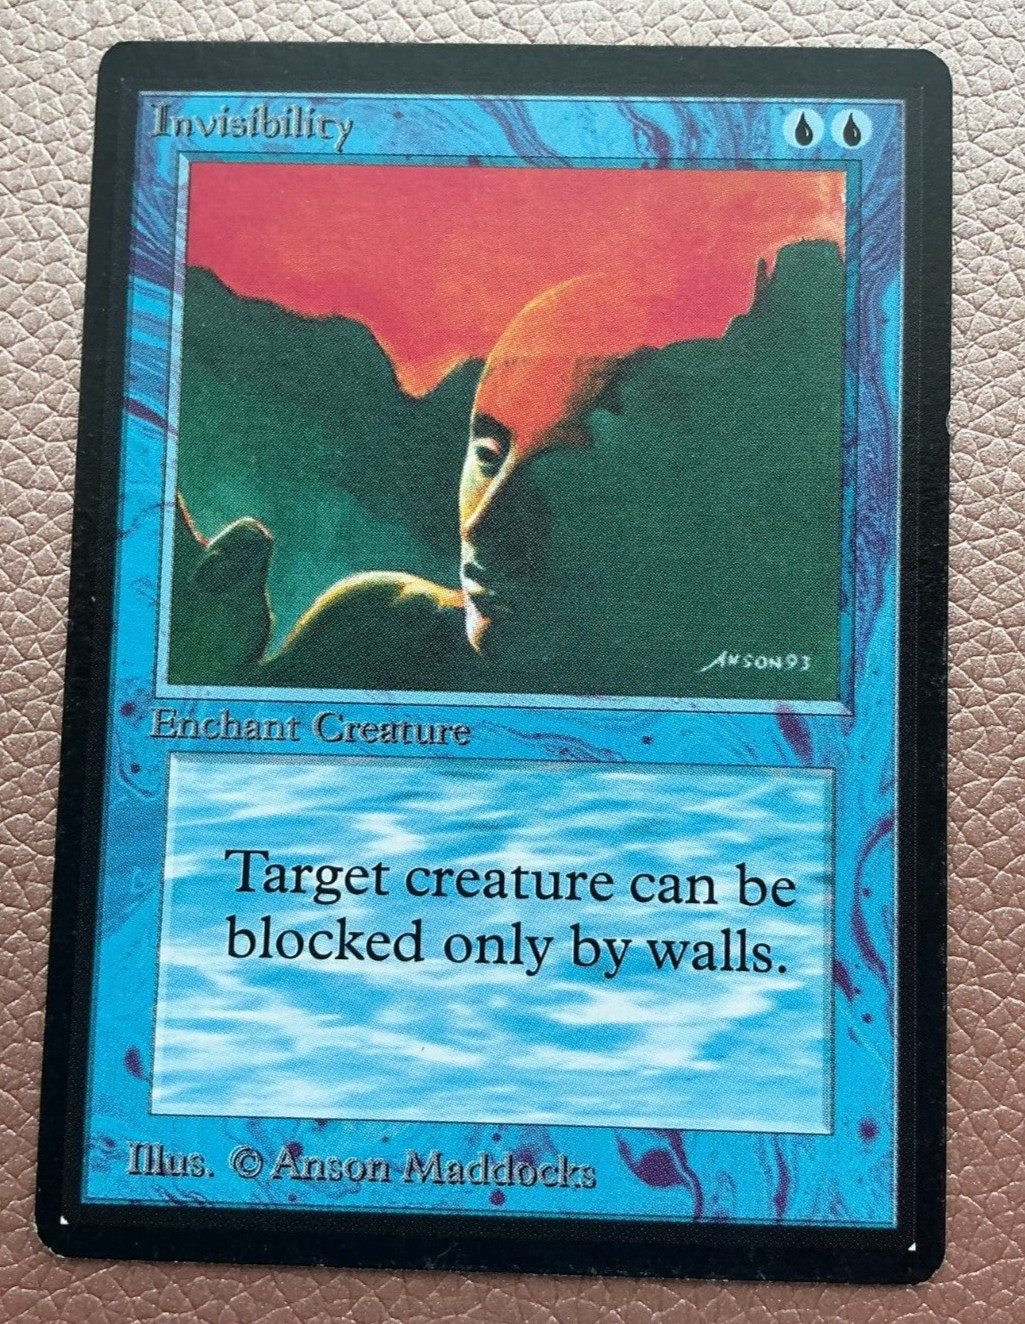 Invisibility
ANSON93
Enchant Creature
Target creature can be
blocked only by walls.
Illus. © Anson Maddocks